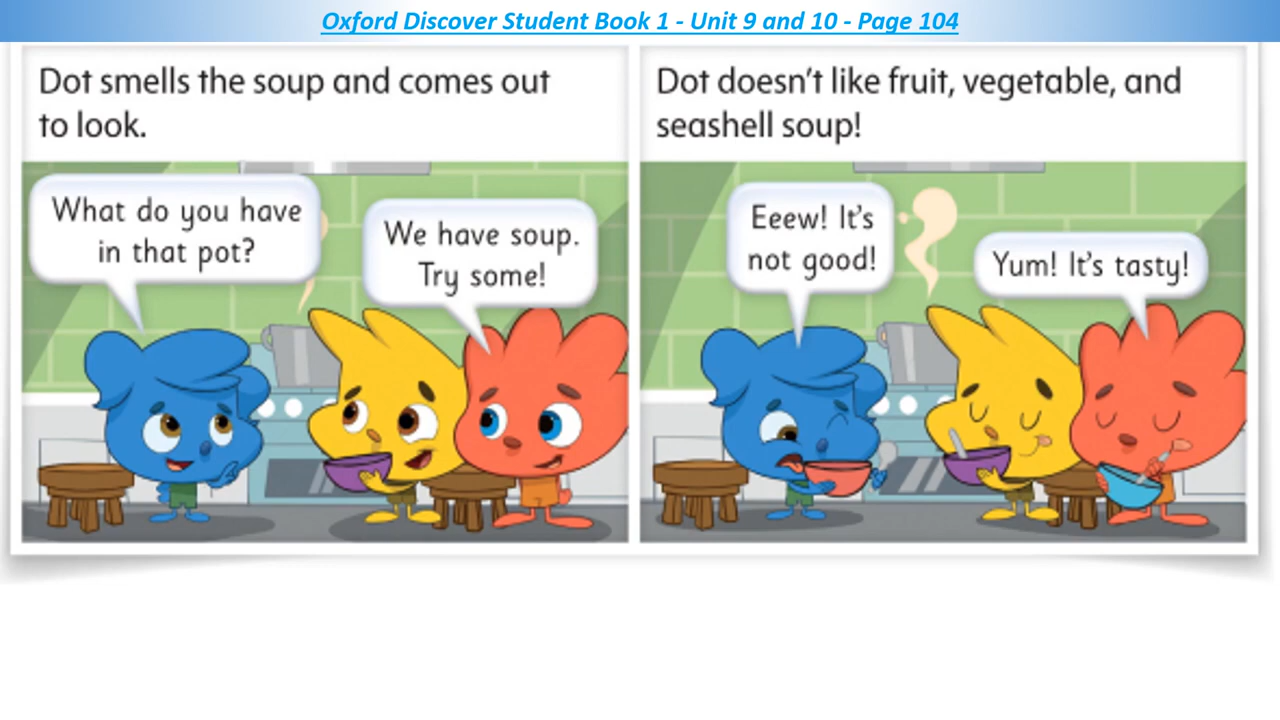 Oxford Discover Student Book 1 - Unit 9 and 10 - Page 104
Dot smells the soup and comes out
to look.
What do you have
in that pot?
We have soup.
Try some!
Dot doesn't like fruit, vegetable, and
seashell soup!
Eeew! It's
not good!
Yum! It's tasty!